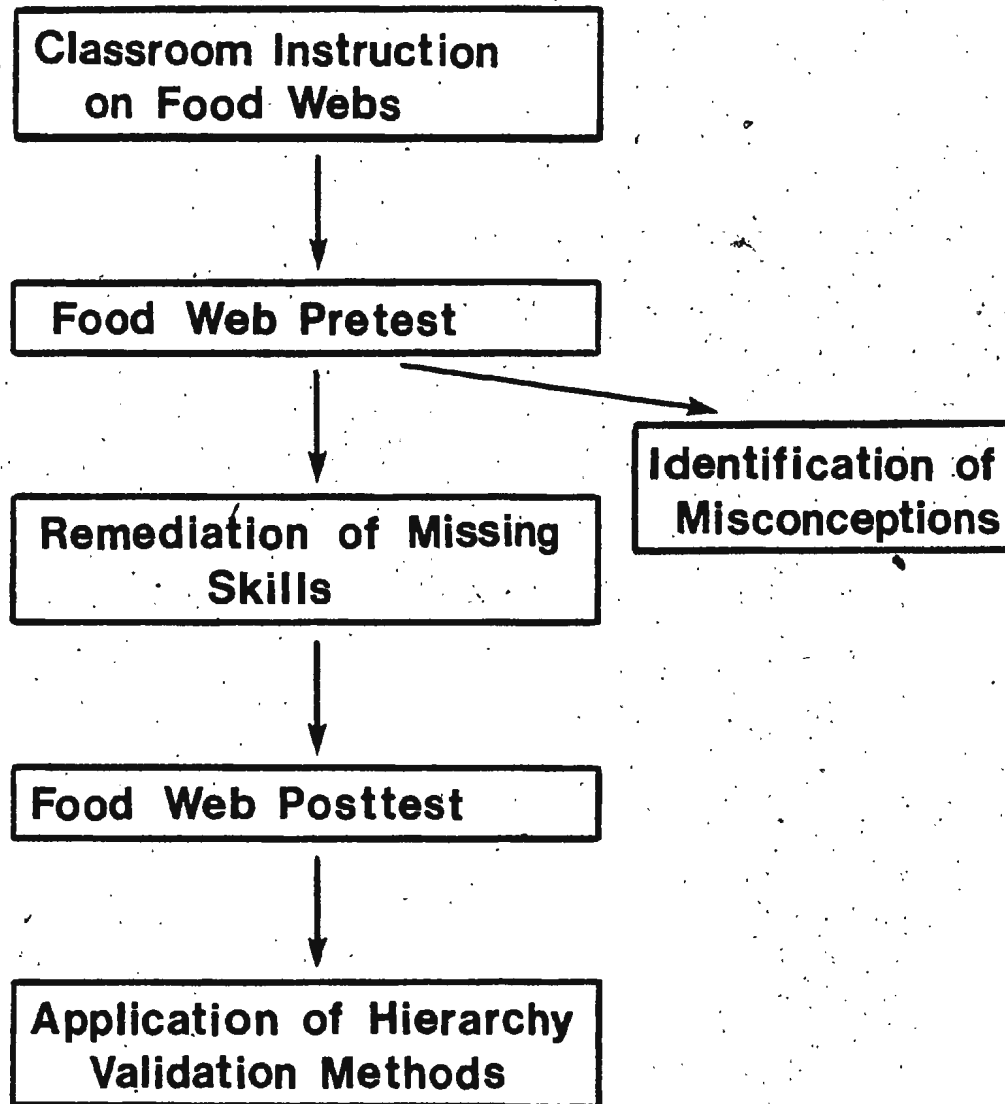 Classroom Instruction
on Food Webs
Food Web Pretest
Identification of
Misconceptions
Remediation of Missing
Skills
Food Web Posttest
Application of Hierarchy
Validation Methods